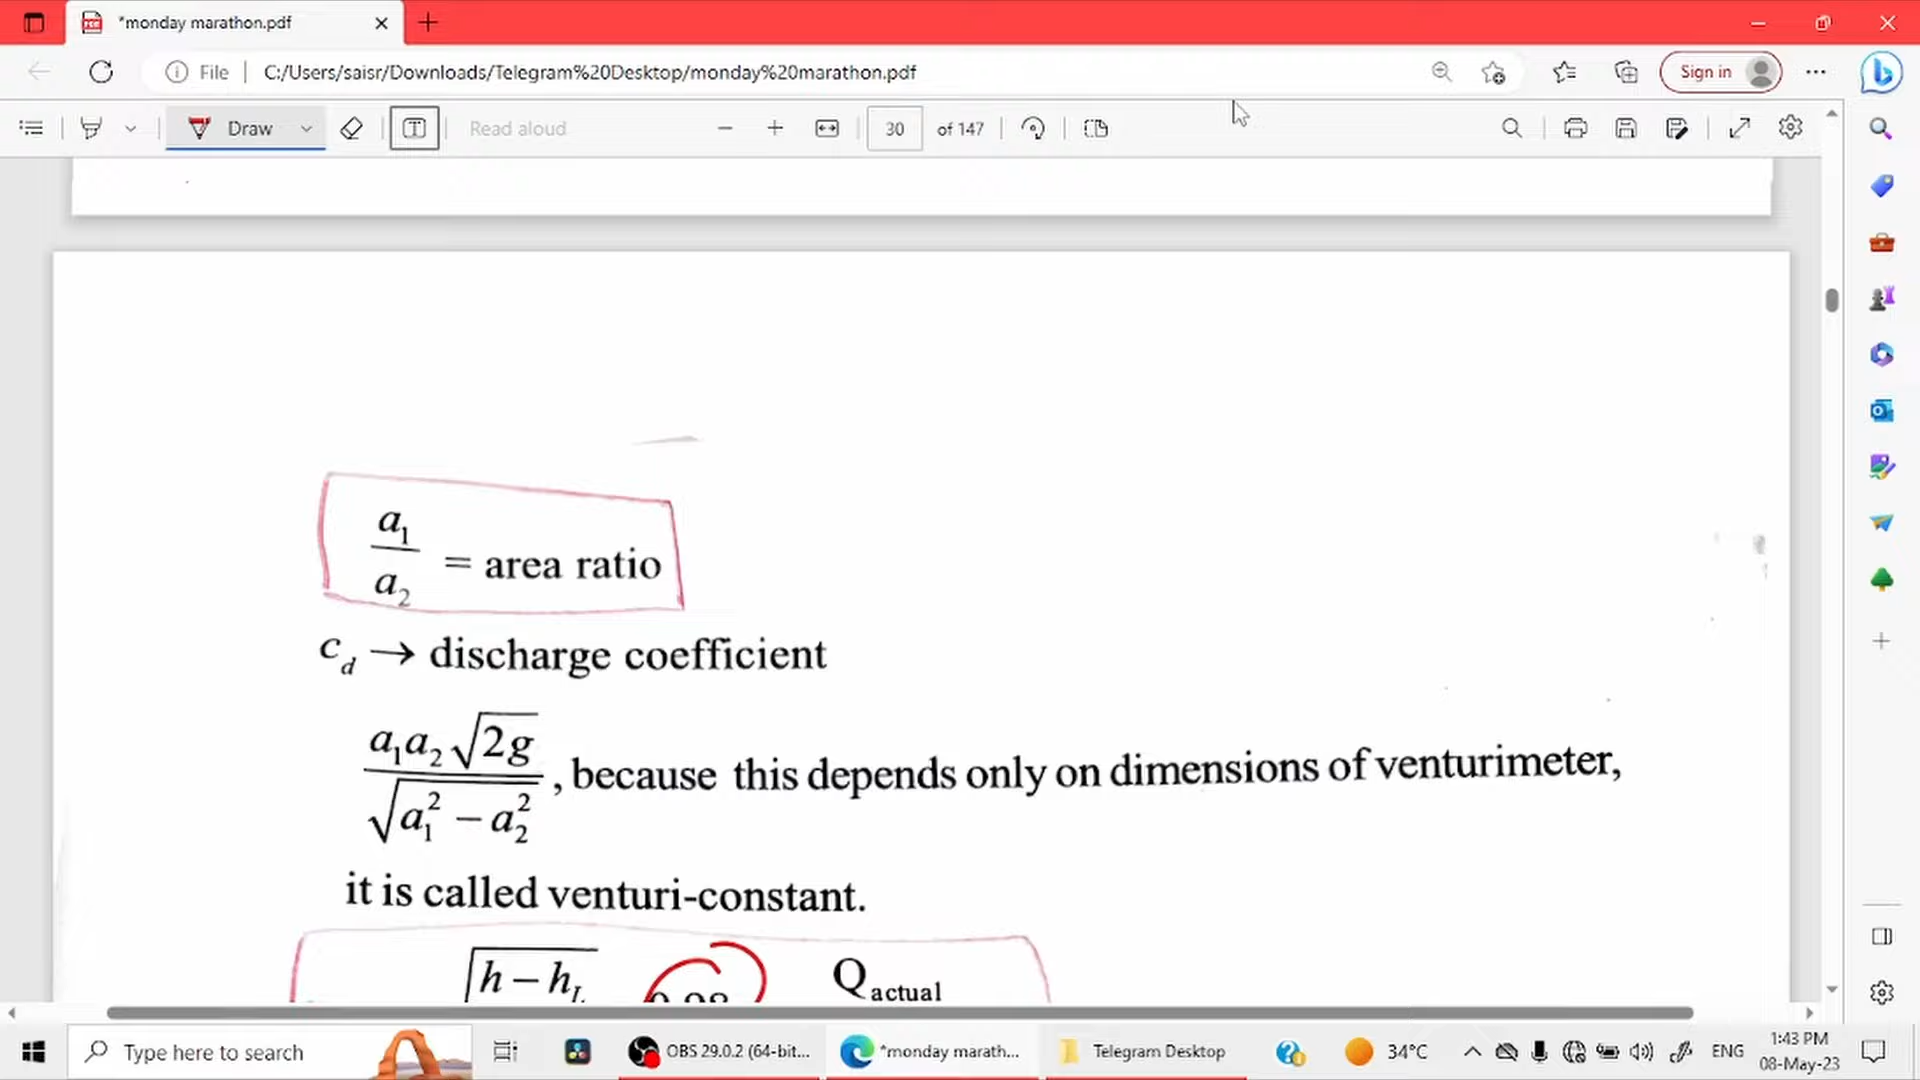 *monday marathon.pdf
File
C:/Users/saisr/Downloads/Telegram%20Desktop/monday%20marathon.pdf
Sign in
Draw
Read aloud
30 of 147
a₁/a₂ = area ratio
c_d → discharge coefficient
a₁a₂√2g / √a₁² − a₂² , because this depends only on dimensions of venturimeter,
it is called venturi-constant.
√h − h_L
Q_actual
Type here to search
OBS 29.0.2 (64-bit...
*monday marath...
Telegram Desktop
34°C
ENG
1:43 PM
08-May-23